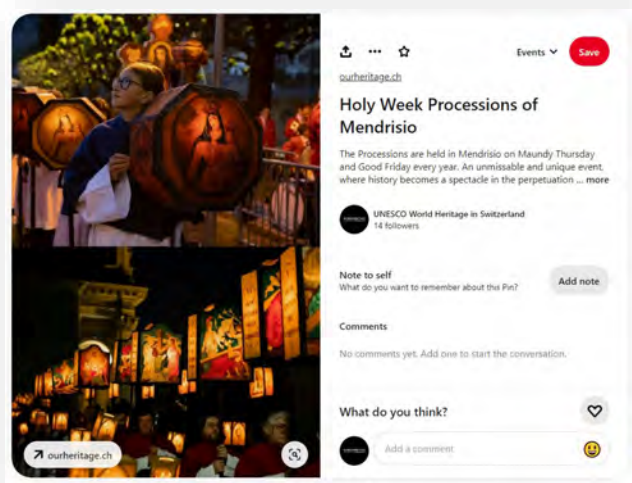 Events
Save
ourheritage.ch
Holy Week Processions of
Mendrisio
The Processions are held in Mendrisio on Maundy Thursday
and Good Friday every year. An unmissable and unique event,
where history becomes a spectacle in the perpetuation ... more
UNESCO World Heritage in Switzerland
14 followers
Note to self
What do you want to remember about this Pin?
Add note
Comments
No comments yet. Add one to start the conversation.
What do you think?
Add a comment
ourheritage.ch